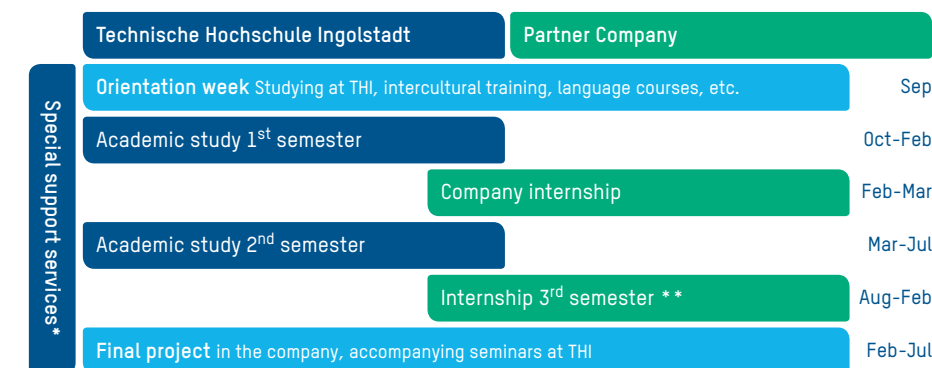 Technische Hochschule Ingolstadt
Partner Company
Special support services*
Orientation week Studying at THI, intercultural training, language courses, etc.
Sep
Academic study 1st semester
Oct-Feb
Company internship
Feb-Mar
Academic study 2nd semester
Mar-Jul
Internship 3rd semester **
Aug-Feb
Final project in the company, accompanying seminars at THI
Feb-Jul